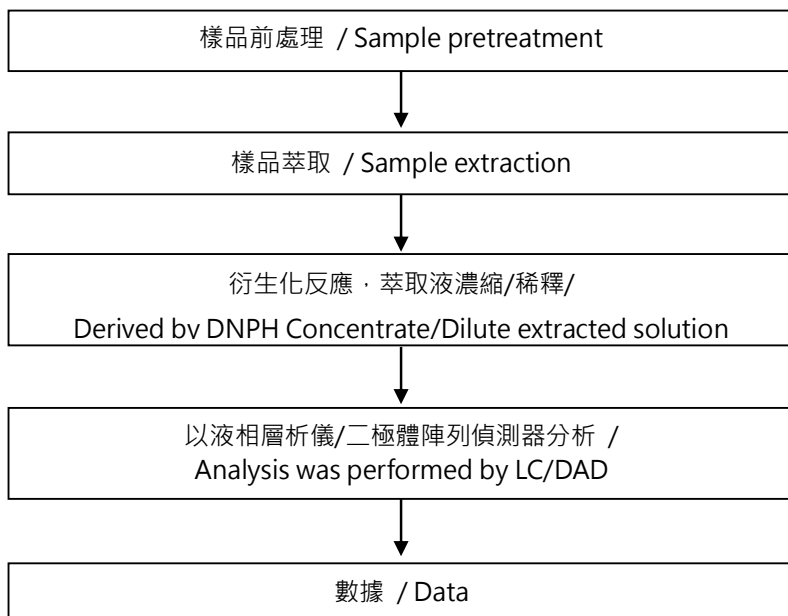 樣品前處理 / Sample pretreatment
樣品萃取 / Sample extraction
衍生化反應，萃取液濃縮/稀釋/
Derived by DNPH Concentrate/Dilute extracted solution
以液相層析儀/二極體陣列偵測器分析 /
Analysis was performed by LC/DAD
數據 / Data